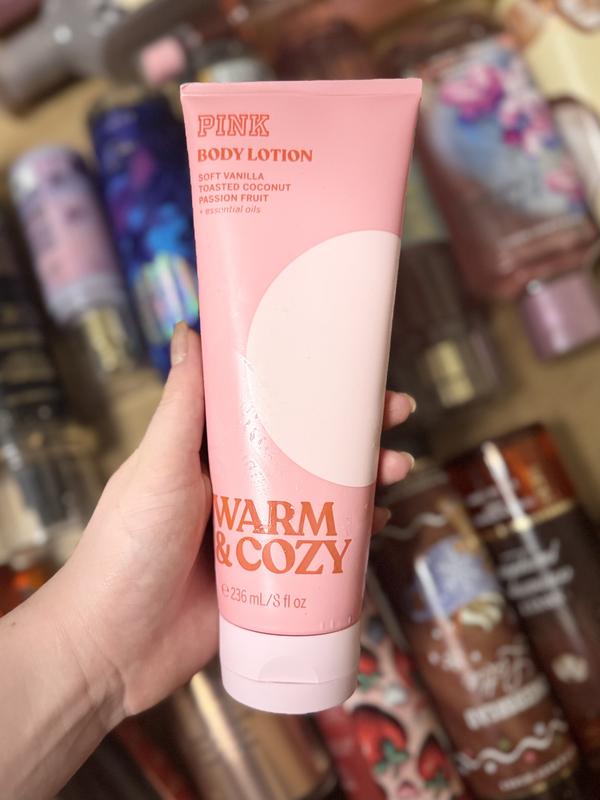 PINK
BODY LOTION
SOFT VANILLA
TOASTED COCONUT
PASSION FRUIT
+ essential oils
WARM
& COZY
℮ 236 mL/8 fl oz